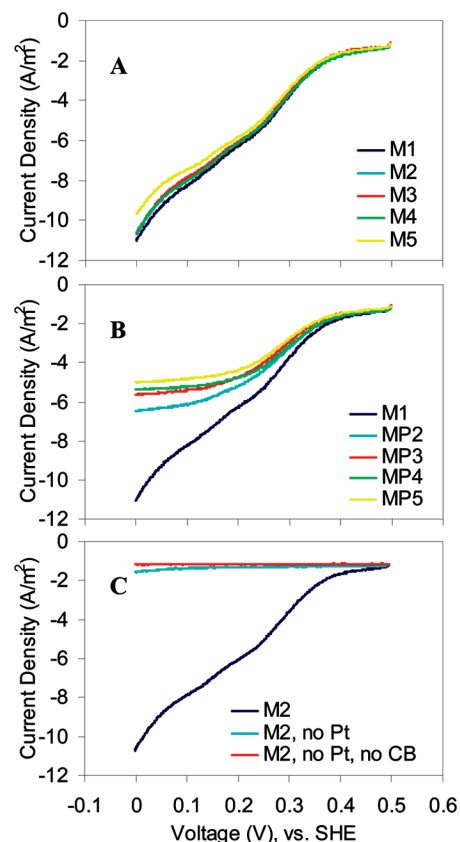 A
Current Density (A/m²)
0
-2
-4
-6
-8
-10
-12
M1
M2
M3
M4
M5
B
Current Density (A/m²)
0
-2
-4
-6
-8
-10
-12
M1
MP2
MP3
MP4
MP5
C
Current Density (A/m²)
0
-2
-4
-6
-8
-10
-12
M2
M2, no Pt
M2, no Pt, no CB
-0.1 0 0.1 0.2 0.3 0.4 0.5 0.6
Voltage (V), vs. SHE